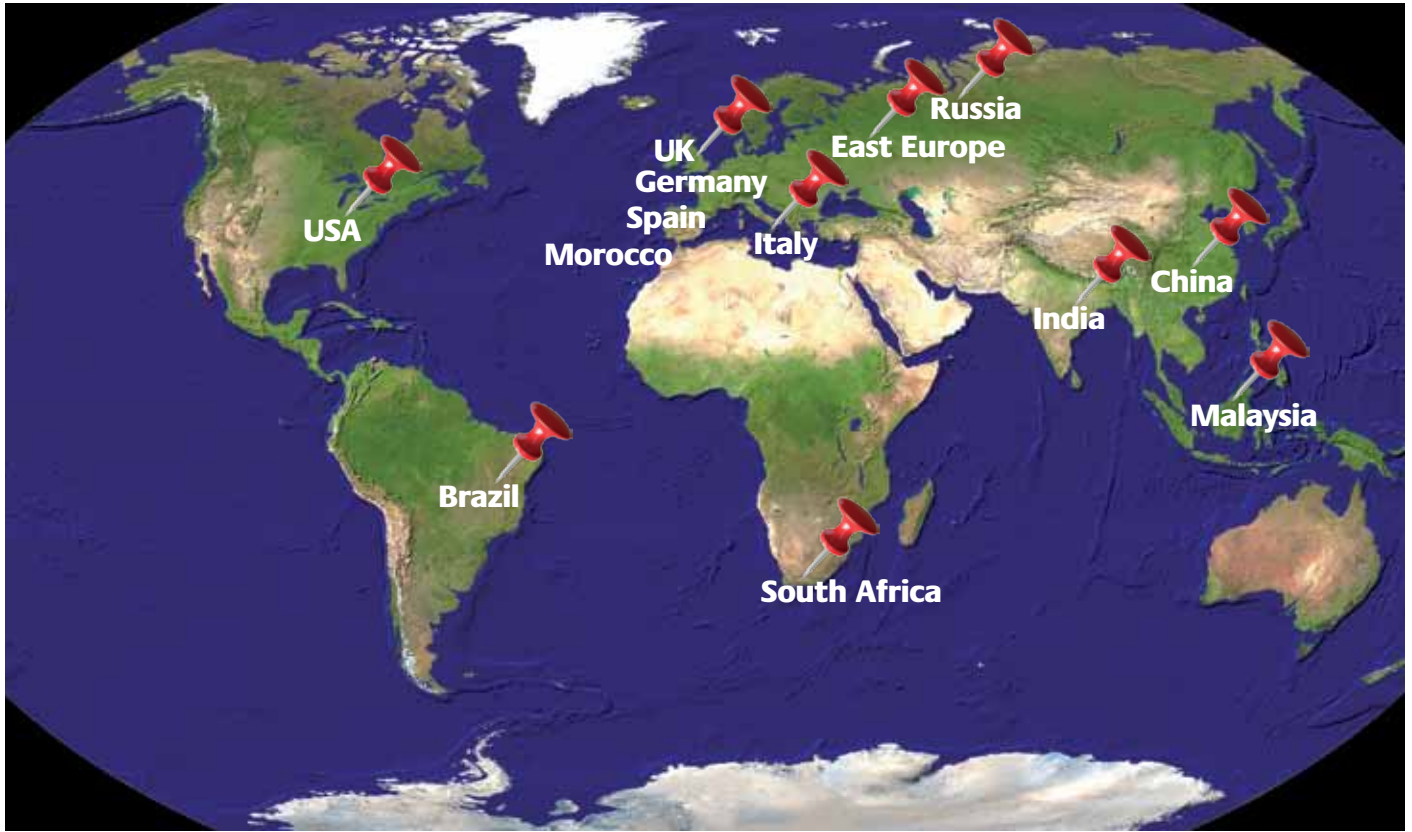 Russia
East Europe
UK
Germany
Spain
Italy
Morocco
USA
China
India
Malaysia
Brazil
South Africa